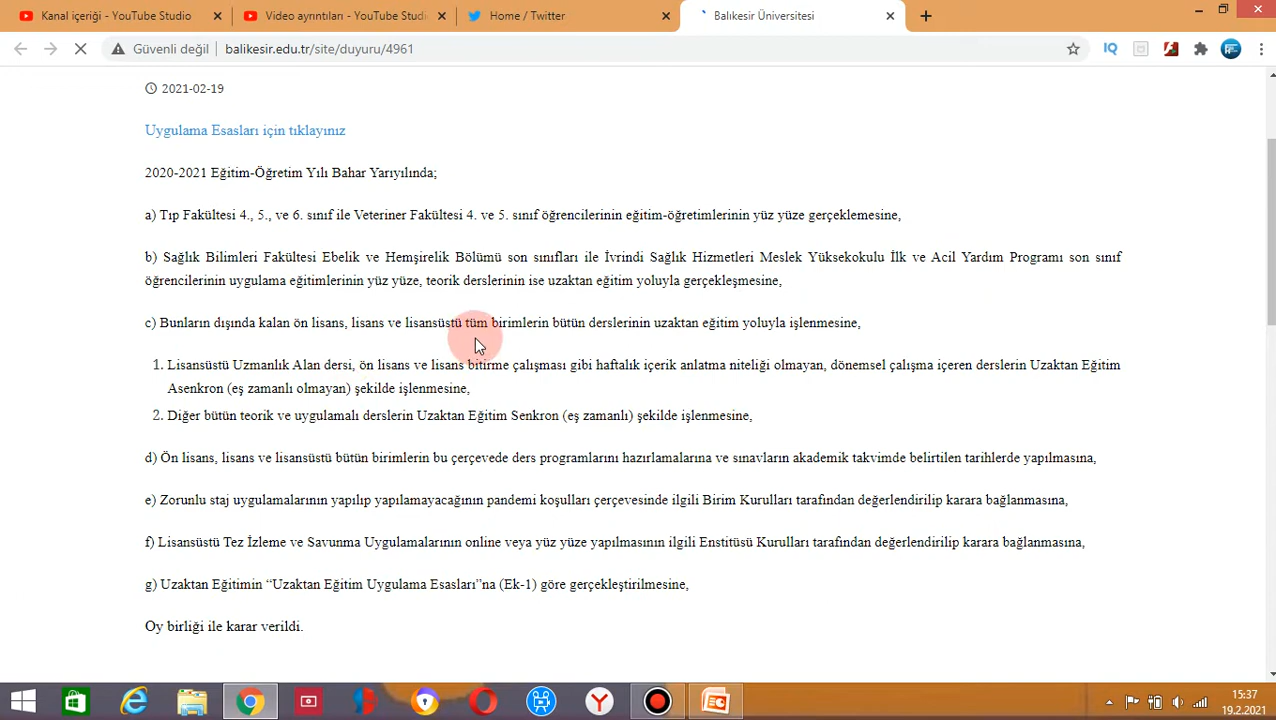 Kanal içeriği - YouTube Studio
Video ayrıntıları - YouTube Studi
Home / Twitter
Balıkesir Üniversitesi
Güvenli değil
balikesir.edu.tr/site/duyuru/4961
IQ
2021-02-19
Uygulama Esasları için tıklayınız
2020-2021 Eğitim-Öğretim Yılı Bahar Yarıyılında;
a) Tıp Fakültesi 4., 5., ve 6. sınıf ile Veteriner Fakültesi 4. ve 5. sınıf öğrencilerinin eğitim-öğretimlerinin yüz yüze gerçeklemesine,
b) Sağlık Bilimleri Fakültesi Ebelik ve Hemşirelik Bölümü son sınıfları ile İvrindi Sağlık Hizmetleri Meslek Yüksekokulu İlk ve Acil Yardım Programı son sınıf
öğrencilerinin uygulama eğitimlerinin yüz yüze, teorik derslerinin ise uzaktan eğitim yoluyla gerçekleşmesine,
c) Bunların dışında kalan ön lisans, lisans ve lisansüstü tüm birimlerin bütün derslerinin uzaktan eğitim yoluyla işlenmesine,
1. Lisansüstü Uzmanlık Alan dersi, ön lisans ve lisans bitirme çalışması gibi haftalık içerik anlatma niteliği olmayan, dönemsel çalışma içeren derslerin Uzaktan Eğitim
Asenkron (eş zamanlı olmayan) şekilde işlenmesine,
2. Diğer bütün teorik ve uygulamalı derslerin Uzaktan Eğitim Senkron (eş zamanlı) şekilde işlenmesine,
d) Ön lisans, lisans ve lisansüstü bütün birimlerin bu çerçevede ders programlarını hazırlamalarına ve sınavların akademik takvimde belirtilen tarihlerde yapılmasına,
e) Zorunlu staj uygulamalarının yapılıp yapılamayacağının pandemi koşulları çerçevesinde ilgili Birim Kurulları tarafından değerlendirilip karara bağlanmasına,
f) Lisansüstü Tez İzleme ve Savunma Uygulamalarının online veya yüz yüze yapılmasının ilgili Enstitüsü Kurulları tarafından değerlendirilip karara bağlanmasına,
g) Uzaktan Eğitimin “Uzaktan Eğitim Uygulama Esasları”na (Ek-1) göre gerçekleştirilmesine,
Oy birliği ile karar verildi.
15:37
19.2.2021